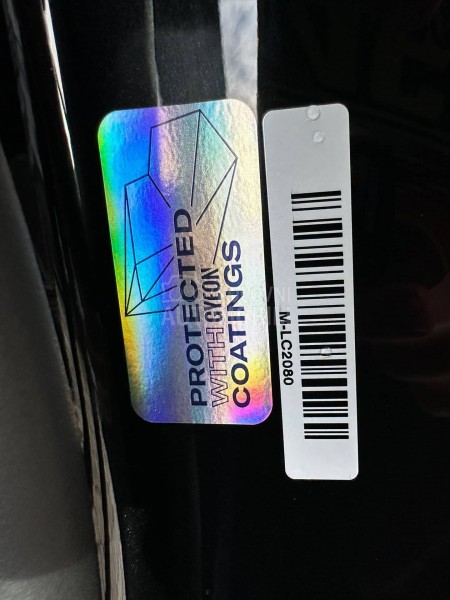 PROTECTED
WITH GYEON
COATINGS
M-LC2080